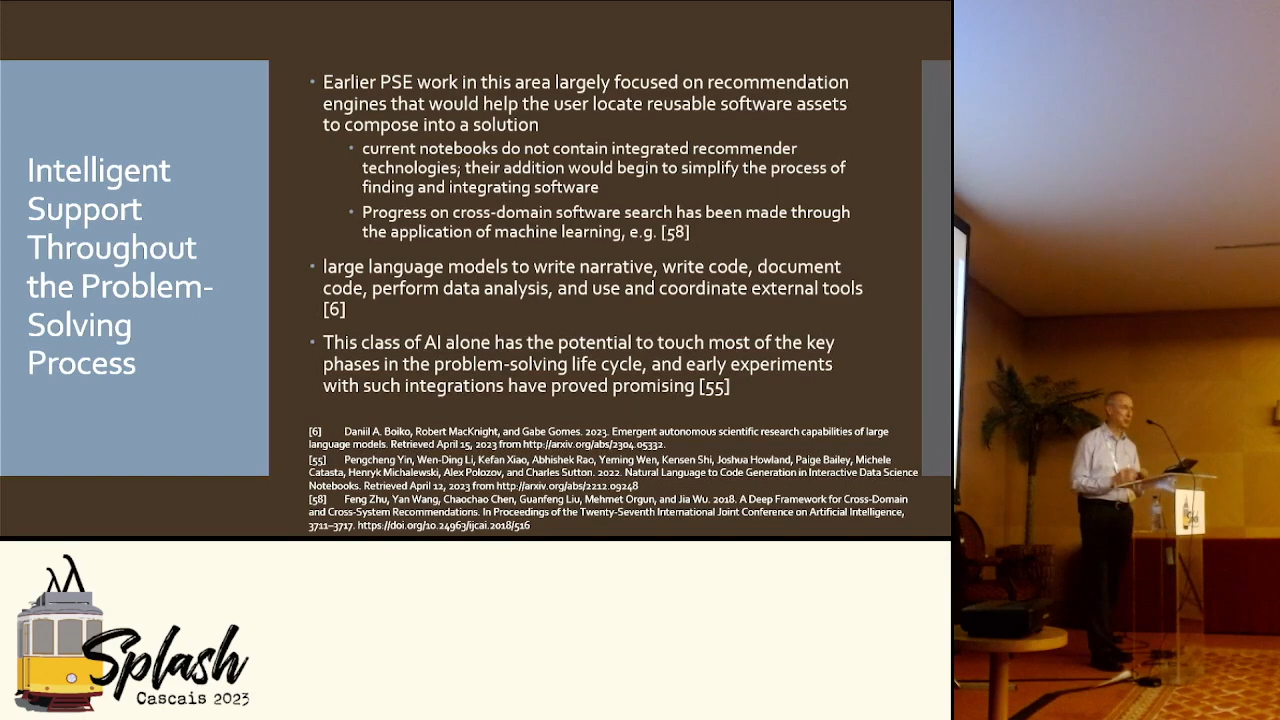 Intelligent
Support
Throughout
the Problem-
Solving
Process
• Earlier PSE work in this area largely focused on recommendation
engines that would help the user locate reusable software assets
to compose into a solution
• current notebooks do not contain integrated recommender
technologies; their addition would begin to simplify the process of
finding and integrating software
• Progress on cross-domain software search has been made through
the application of machine learning, e.g. [58]
• large language models to write narrative, write code, document
code, perform data analysis, and use and coordinate external tools
[6]
• This class of AI alone has the potential to touch most of the key
phases in the problem-solving life cycle, and early experiments
with such integrations have proved promising [55]
[6] Daniil A. Boiko, Robert MacKnight, and Gabe Gomes. 2023. Emergent autonomous scientific research capabilities of large
language models. Retrieved April 15, 2023 from http://arxiv.org/abs/2304.05332.
[55] Pengcheng Yin, Wen-Ding Li, Kefan Xiao, Abhishek Rao, Yeming Wen, Kensen Shi, Joshua Howland, Paige Bailey, Michele
Catasta, Henryk Michalewski, Alex Polozov, and Charles Sutton. 2022. Natural Language to Code Generation in Interactive Data Science
Notebooks. Retrieved April 12, 2023 from http://arxiv.org/abs/2212.09248
[58] Feng Zhu, Yan Wang, Chaochao Chen, Guanfeng Liu, Mehmet Orgun, and Jia Wu. 2018. A Deep Framework for Cross-Domain
and Cross-System Recommendations. In Proceedings of the Twenty-Seventh International Joint Conference on Artificial Intelligence,
3711–3717. https://doi.org/10.24963/ijcai.2018/516
Splash
Cascais 2023